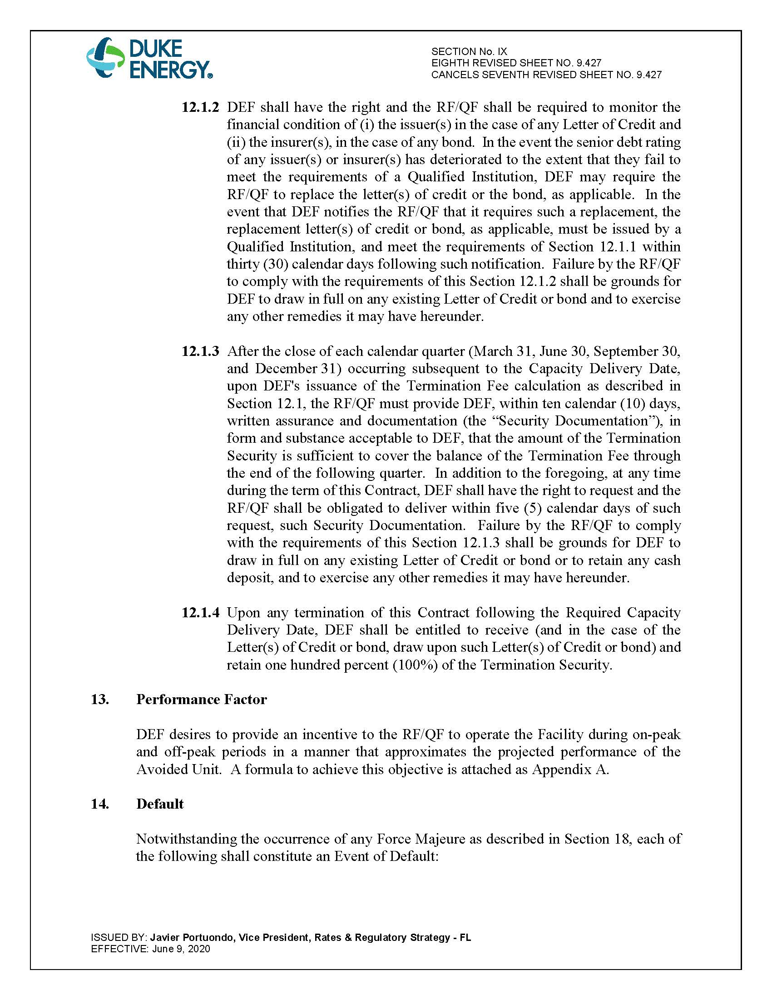 DUKE
ENERGY®
SECTION No. IX
EIGHTH REVISED SHEET NO. 9.427
CANCELS SEVENTH REVISED SHEET NO. 9.427
12.1.2 DEF shall have the right and the RF/QF shall be required to monitor the
financial condition of (i) the issuer(s) in the case of any Letter of Credit and
(ii) the insurer(s), in the case of any bond. In the event the senior debt rating
of any issuer(s) or insurer(s) has deteriorated to the extent that they fail to
meet the requirements of a Qualified Institution, DEF may require the
RF/QF to replace the letter(s) of credit or the bond, as applicable. In the
event that DEF notifies the RF/QF that it requires such a replacement, the
replacement letter(s) of credit or bond, as applicable, must be issued by a
Qualified Institution, and meet the requirements of Section 12.1.1 within
thirty (30) calendar days following such notification. Failure by the RF/QF
to comply with the requirements of this Section 12.1.2 shall be grounds for
DEF to draw in full on any existing Letter of Credit or bond and to exercise
any other remedies it may have hereunder.
12.1.3 After the close of each calendar quarter (March 31, June 30, September 30,
and December 31) occurring subsequent to the Capacity Delivery Date,
upon DEF's issuance of the Termination Fee calculation as described in
Section 12.1, the RF/QF must provide DEF, within ten calendar (10) days,
written assurance and documentation (the “Security Documentation”), in
form and substance acceptable to DEF, that the amount of the Termination
Security is sufficient to cover the balance of the Termination Fee through
the end of the following quarter. In addition to the foregoing, at any time
during the term of this Contract, DEF shall have the right to request and the
RF/QF shall be obligated to deliver within five (5) calendar days of such
request, such Security Documentation. Failure by the RF/QF to comply
with the requirements of this Section 12.1.3 shall be grounds for DEF to
draw in full on any existing Letter of Credit or bond or to retain any cash
deposit, and to exercise any other remedies it may have hereunder.
12.1.4 Upon any termination of this Contract following the Required Capacity
Delivery Date, DEF shall be entitled to receive (and in the case of the
Letter(s) of Credit or bond, draw upon such Letter(s) of Credit or bond) and
retain one hundred percent (100%) of the Termination Security.
13. Performance Factor
DEF desires to provide an incentive to the RF/QF to operate the Facility during on-peak
and off-peak periods in a manner that approximates the projected performance of the
Avoided Unit. A formula to achieve this objective is attached as Appendix A.
14. Default
Notwithstanding the occurrence of any Force Majeure as described in Section 18, each of
the following shall constitute an Event of Default:
ISSUED BY: Javier Portuondo, Vice President, Rates & Regulatory Strategy - FL
EFFECTIVE: June 9, 2020